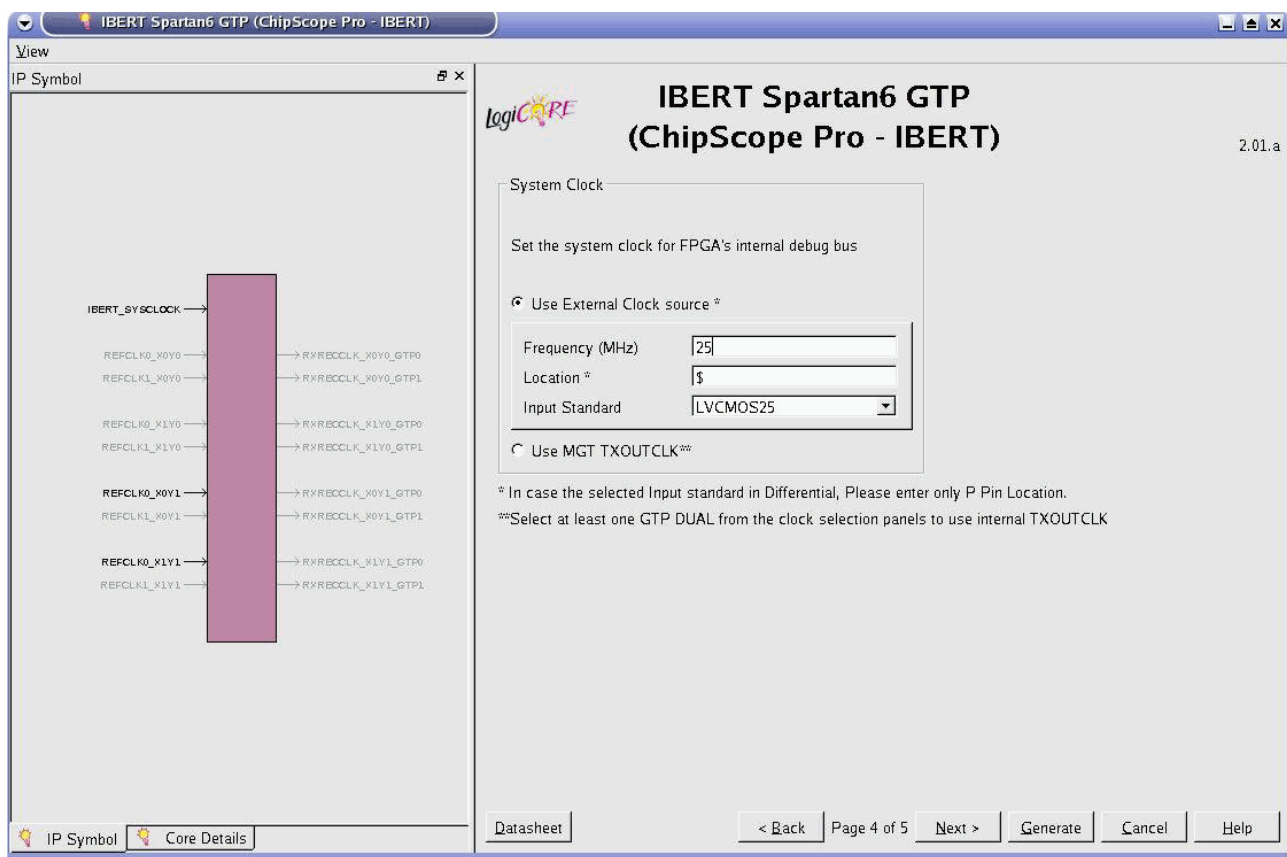 IBERT Spartan6 GTP (ChipScope Pro - IBERT)
View
IP Symbol
IBERT_SYSCLOCK
REFCLK0_X0Y0
RXRECCLK_X0Y0_GTP0
REFCLK1_X0Y0
RXRECCLK_X0Y0_GTP1
REFCLK0_X1Y0
RXRECCLK_X1Y0_GTP0
REFCLK1_X1Y0
RXRECCLK_X1Y0_GTP1
REFCLK0_X0Y1
RXRECCLK_X0Y1_GTP0
REFCLK1_X0Y1
RXRECCLK_X0Y1_GTP1
REFCLK0_X1Y1
RXRECCLK_X1Y1_GTP0
REFCLK1_X1Y1
RXRECCLK_X1Y1_GTP1
IP Symbol
Core Details
LogiCORE
IBERT Spartan6 GTP
(ChipScope Pro - IBERT)
2.01.a
System Clock
Set the system clock for FPGA's internal debug bus
Use External Clock source *
Frequency (MHz) 25
Location * $
Input Standard LVCMOS25
Use MGT TXOUTCLK**
* In case the selected Input standard in Differential, Please enter only P Pin Location.
**Select at least one GTP DUAL from the clock selection panels to use internal TXOUTCLK
Datasheet < Back Page 4 of 5 Next > Generate Cancel Help